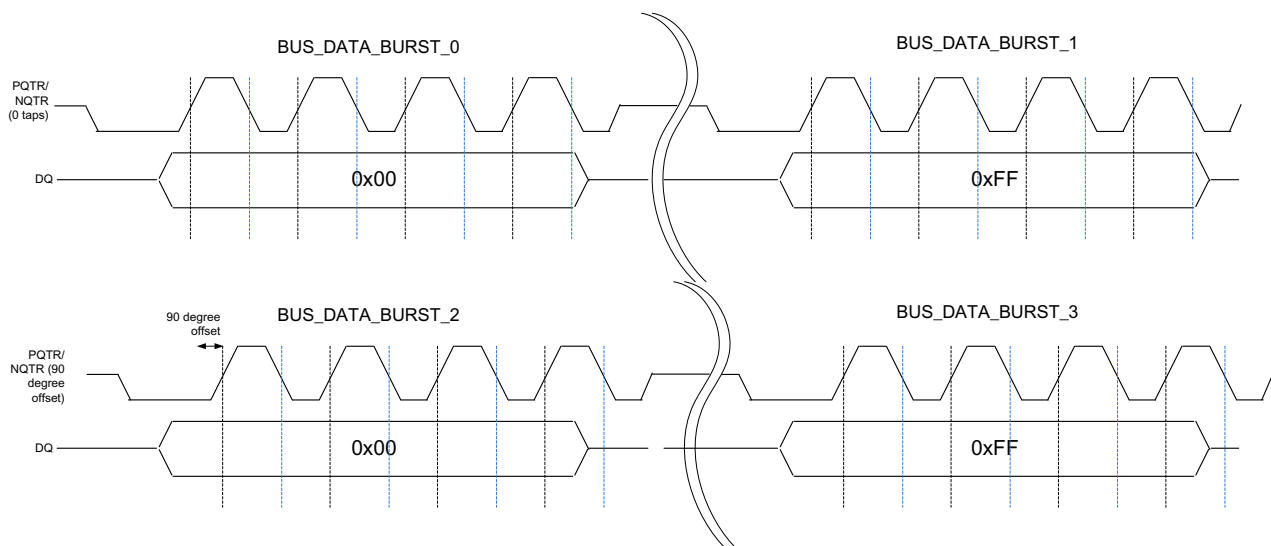 BUS_DATA_BURST_0
BUS_DATA_BURST_1
PQTR/
NQTR
(0 taps)
DQ
0x00
0xFF
90 degree
offset
BUS_DATA_BURST_2
BUS_DATA_BURST_3
PQTR/
NQTR (90
degree
offset)
DQ
0x00
0xFF